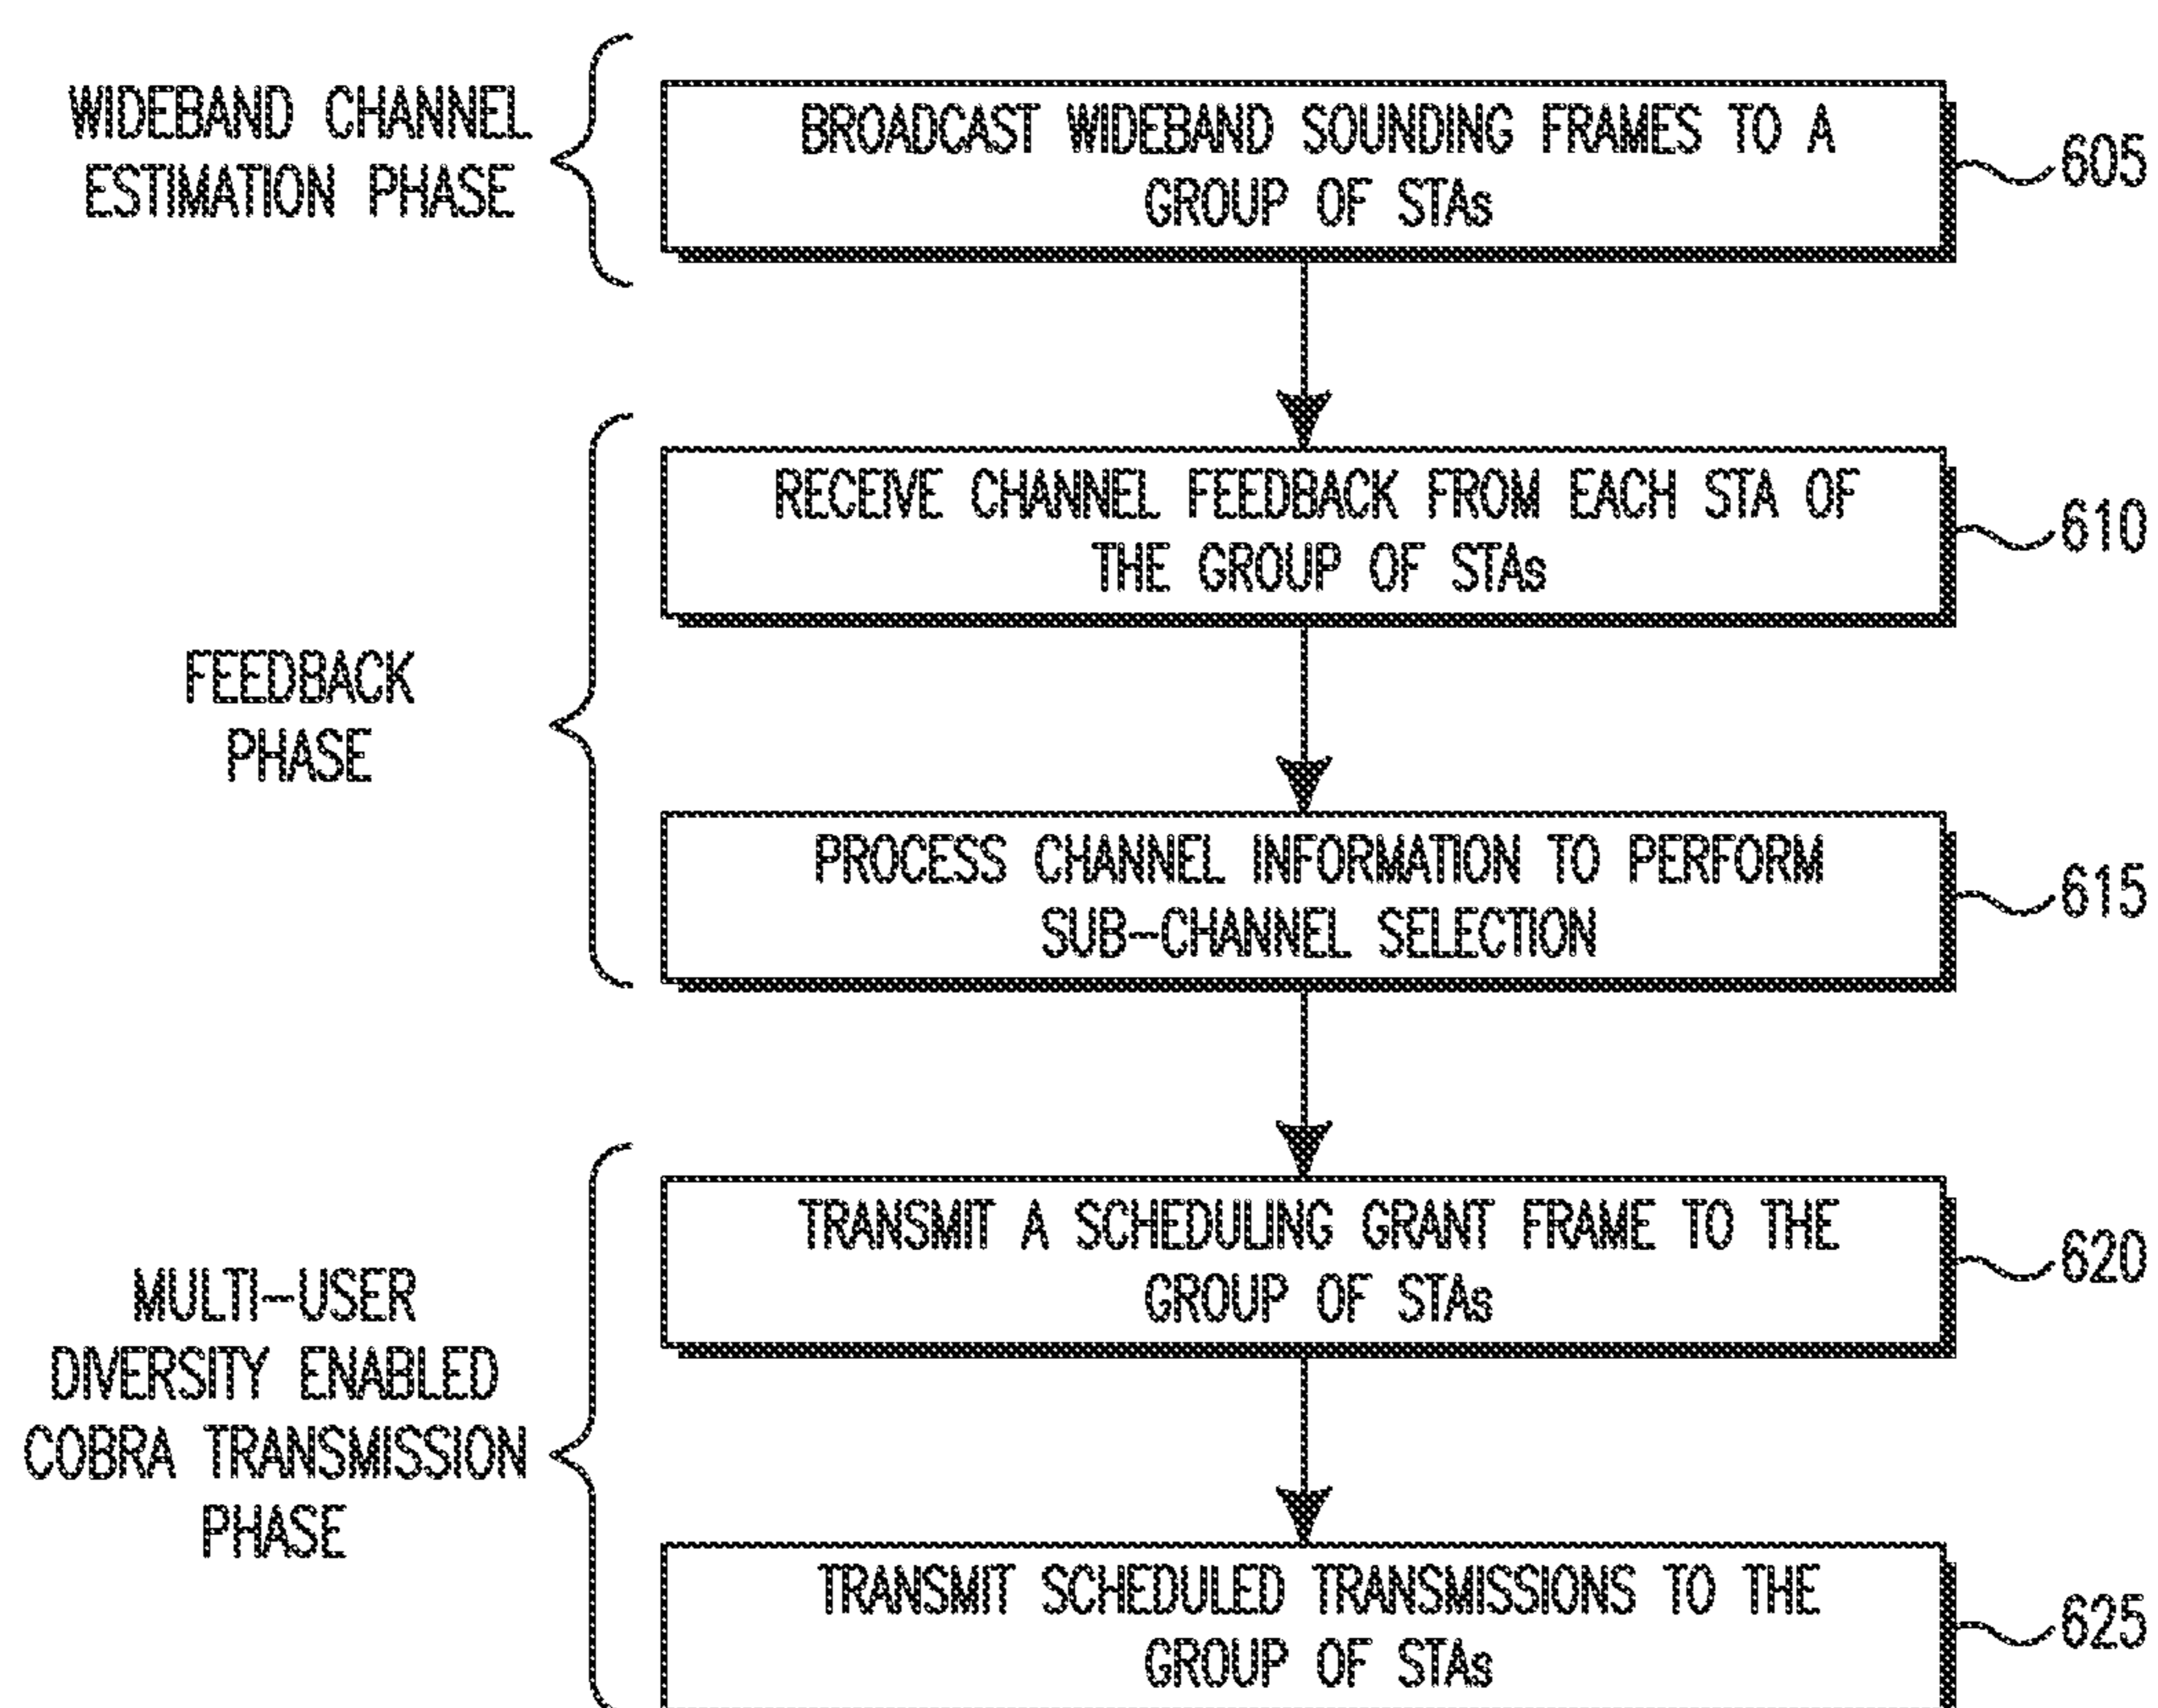 WIDEBAND CHANNEL
ESTIMATION PHASE
BROADCAST WIDEBAND SOUNDING FRAMES TO A
GROUP OF STAs
605
RECEIVE CHANNEL FEEDBACK FROM EACH STA OF
THE GROUP OF STAs
610
FEEDBACK
PHASE
PROCESS CHANNEL INFORMATION TO PERFORM
SUB-CHANNEL SELECTION
615
TRANSMIT A SCHEDULING GRANT FRAME TO THE
GROUP OF STAs
620
MULTI-USER
DIVERSITY ENABLED
COBRA TRANSMISSION
PHASE
TRANSMIT SCHEDULED TRANSMISSIONS TO THE
GROUP OF STAs
625